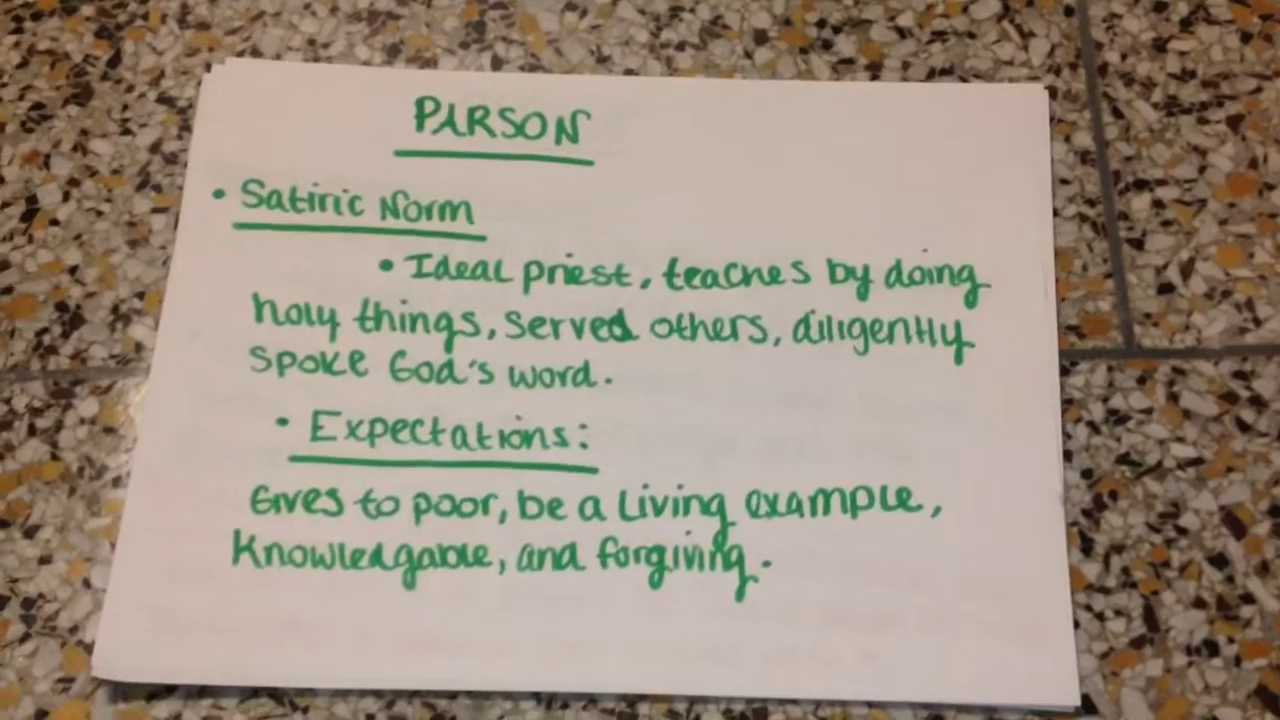 PARSON
• Satiric Norm
• Ideal priest, teaches by doing
holy things, served others, diligently
spoke God's word.
• Expectations:
Gives to poor, be a living example,
Knowledgable, and forgiving.